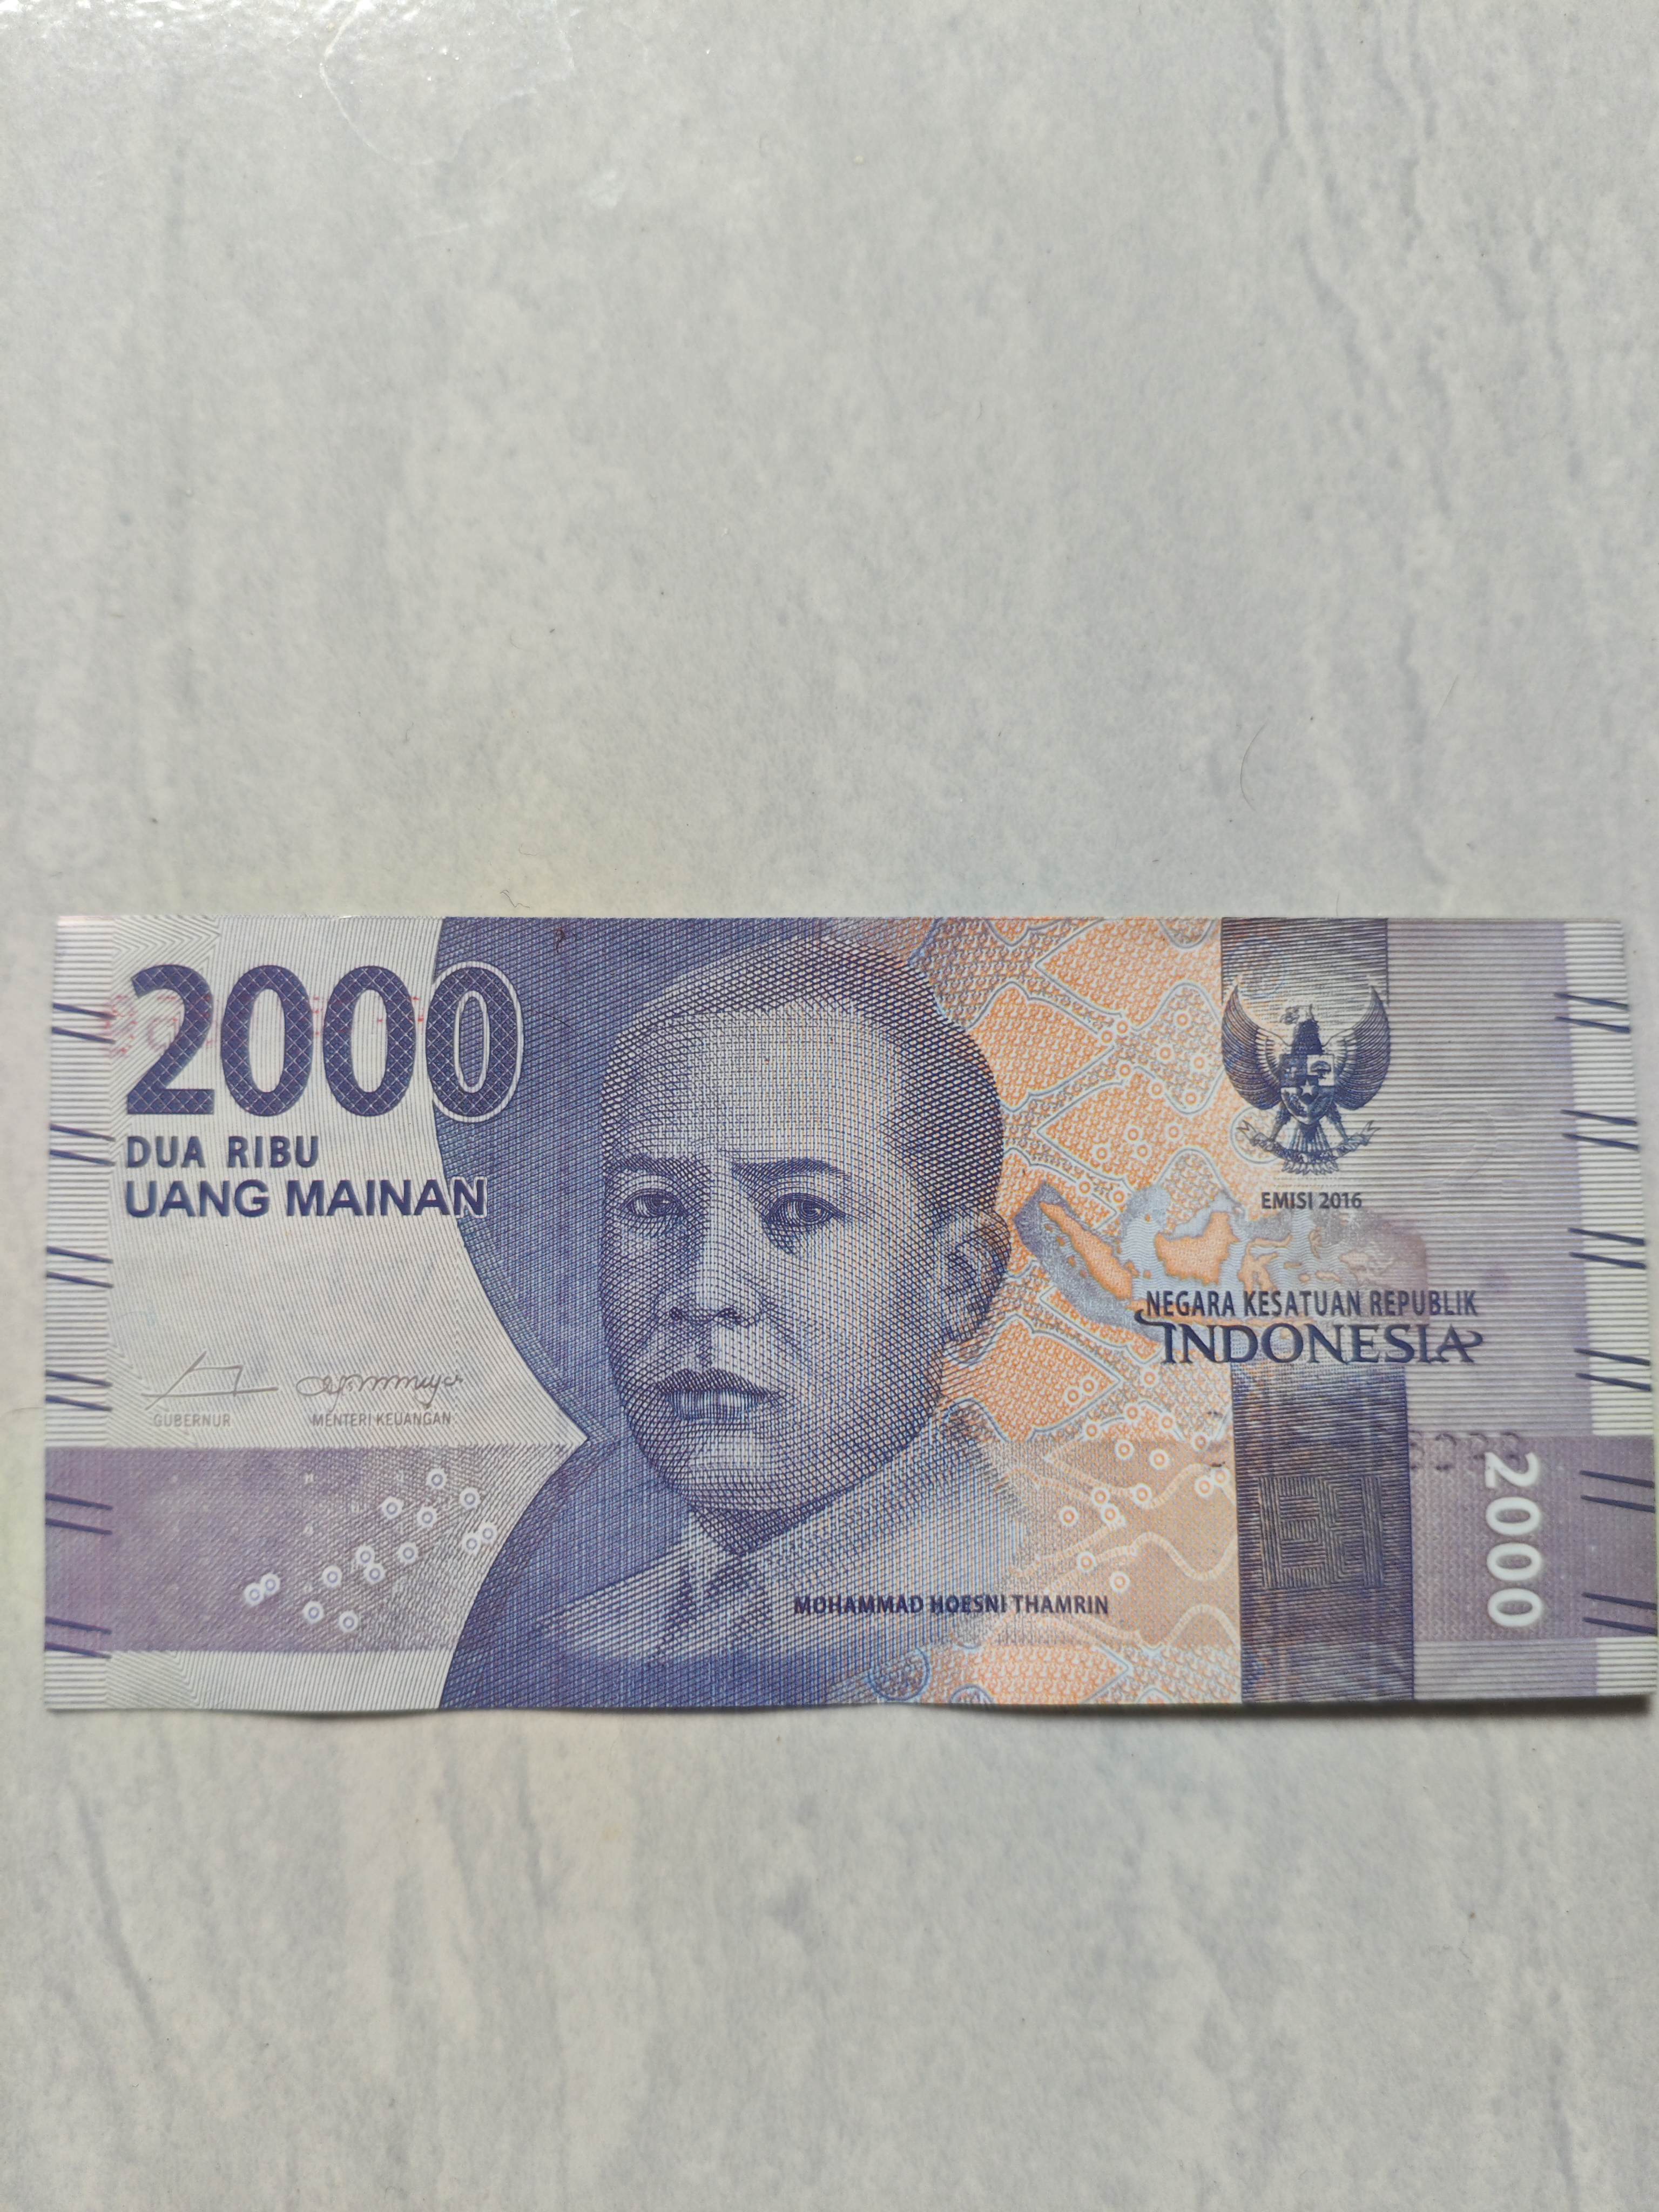 2000
DUA RIBU
UANG MAINAN
GUBERNUR
MENTERI KEUANGAN
MOHAMMAD HOESNI THAMRIN
EMISI 2016
NEGARA KESATUAN REPUBLIK
INDONESIA
2000